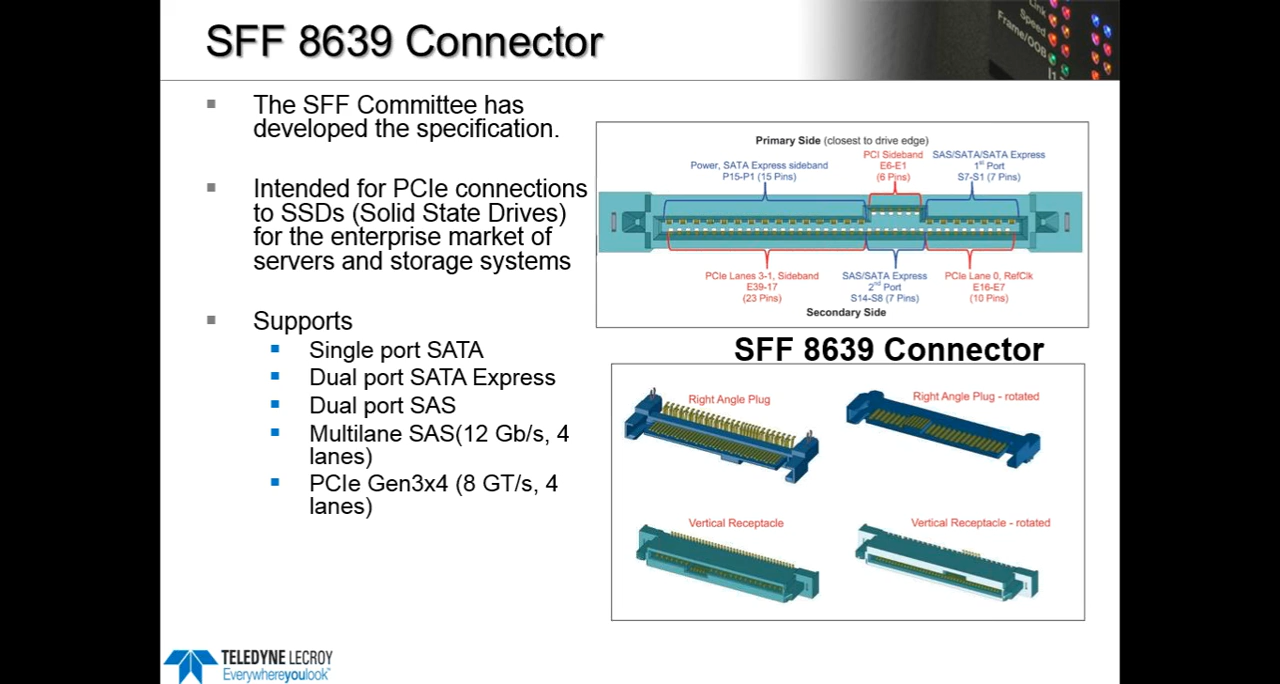 SFF 8639 Connector
Link
Speed
Frame/OOB
The SFF Committee has
developed the specification.
Intended for PCIe connections
to SSDs (Solid State Drives)
for the enterprise market of
servers and storage systems
Supports
Single port SATA
Dual port SATA Express
Dual port SAS
Multilane SAS(12 Gb/s, 4
lanes)
PCIe Gen3x4 (8 GT/s, 4
lanes)
Primary Side (closest to drive edge)
Power, SATA Express sideband
P15-P1 (15 Pins)
PCI Sideband
E6-E1
(6 Pins)
SAS/SATA/SATA Express
1st Port
S7-S1 (7 Pins)
PCIe Lanes 3-1, Sideband
E39-17
(23 Pins)
SAS/SATA Express
2nd Port
S14-S8 (7 Pins)
PCIe Lane 0, RefClk
E16-E7
(10 Pins)
Secondary Side
SFF 8639 Connector
Right Angle Plug
Right Angle Plug - rotated
Vertical Receptacle
Vertical Receptacle - rotated
TELEDYNE LECROY
Everywhereyoulook™